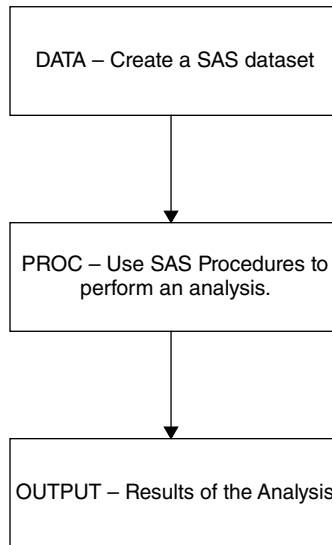 DATA – Create a SAS dataset
PROC – Use SAS Procedures to
perform an analysis.
OUTPUT – Results of the Analysis